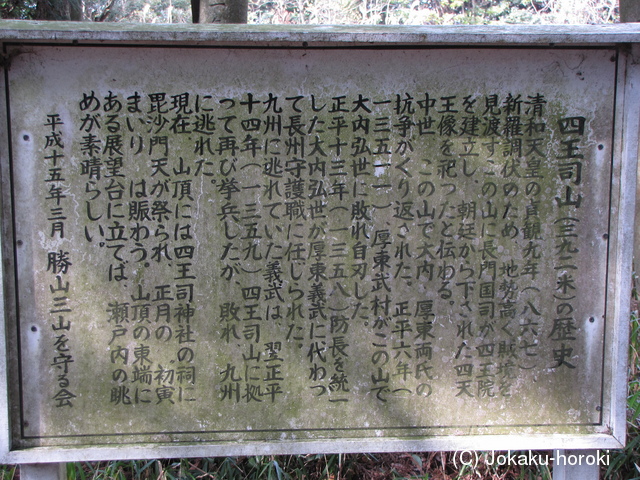 四王司山（三九二米）の歴史
清和天皇の貞観九年（八六七）、
新羅調伏のため、地勢高く賊境を
見渡すこの山に長門国司が四王院
を建立し、朝廷から下された四天
王像を祀ったと伝わる。
中世、この山で大内、厚東両氏の
抗争がくり返された。正平六年（
一三五一）、厚東武村がこの山で
大内弘世に敗れ自刃した。
正平十三年（一三五八）防長を統一
した大内弘世が厚東義武に代わっ
て長州守護職に任じられた。
九州に逃れていた義武は、翌正平
十四年（一三五九）四王司山に拠
って再び挙兵したが、敗れ、九州
に逃れた。
現在、山頂には四王司神社の祠に
毘沙門天が祭られ、正月の、初寅
まいり、は賑わう。山頂の東端に
ある展望台に立てば、瀬戸内の眺
めが素晴らしい。
平成十五年三月　勝山三山を守る会
(C)Jokaku-horoki